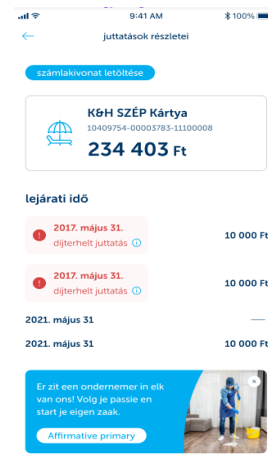 9:41 AM
100%
juttatások részletei
számlakivonat letöltése
K&H SZÉP Kártya
10409754-00003783-11100008
234 403 Ft
lejárati idő
2017. május 31.
díjterhelt juttatás
10 000 Ft
2017. május 31.
díjterhelt juttatás
10 000 Ft
2021. május 31
2021. május 31
10 000 Ft
Er zit een ondernemer in elk
van ons! Volg je passie en
start je eigen zaak.
Affirmative primary